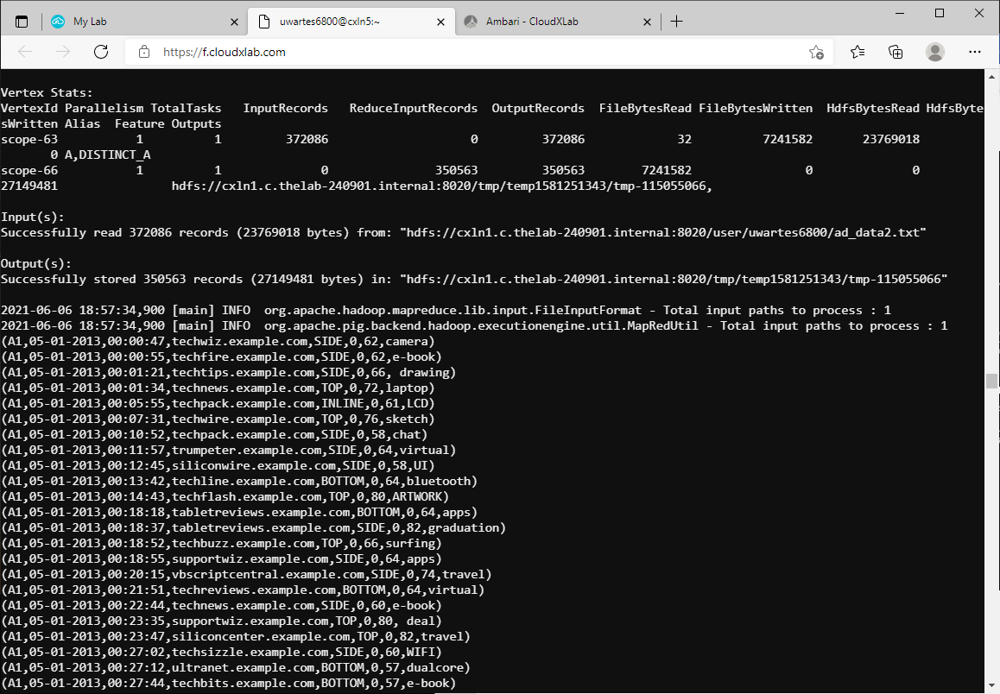 My Lab
uwartes6800@cxln5:~
Ambari - CloudXLab
https://f.cloudxlab.com
Vertex Stats:
VertexId Parallelism TotalTasks   InputRecords   ReduceInputRecords  OutputRecords  FileBytesRead FileBytesWritten  HdfsBytesRead HdfsByte
sWritten Alias  Feature Outputs
scope-63           1          1         372086                    0         372086             32          7241582       23769018
       0 A,DISTINCT_A
scope-66           1          1              0               350563         350563        7241582                0              0
27149481                hdfs://cxln1.c.thelab-240901.internal:8020/tmp/temp1581251343/tmp-115055066,
Input(s):
Successfully read 372086 records (23769018 bytes) from: "hdfs://cxln1.c.thelab-240901.internal:8020/user/uwartes6800/ad_data2.txt"
Output(s):
Successfully stored 350563 records (27149481 bytes) in: "hdfs://cxln1.c.thelab-240901.internal:8020/tmp/temp1581251343/tmp-115055066"
2021-06-06 18:57:34,900 [main] INFO  org.apache.hadoop.mapreduce.lib.input.FileInputFormat - Total input paths to process : 1
2021-06-06 18:57:34,900 [main] INFO  org.apache.pig.backend.hadoop.executionengine.util.MapRedUtil - Total input paths to process : 1
(A1,05-01-2013,00:00:47,techwiz.example.com,SIDE,0,62,camera)
(A1,05-01-2013,00:00:55,techfire.example.com,SIDE,0,62,e-book)
(A1,05-01-2013,00:01:21,techtips.example.com,SIDE,0,66, drawing)
(A1,05-01-2013,00:01:34,technews.example.com,TOP,0,72,laptop)
(A1,05-01-2013,00:05:55,techpack.example.com,INLINE,0,61,LCD)
(A1,05-01-2013,00:07:31,techwire.example.com,TOP,0,76,sketch)
(A1,05-01-2013,00:10:52,techpack.example.com,SIDE,0,58,chat)
(A1,05-01-2013,00:11:57,trumpeter.example.com,SIDE,0,64,virtual)
(A1,05-01-2013,00:12:45,siliconwire.example.com,SIDE,0,58,UI)
(A1,05-01-2013,00:13:42,techline.example.com,BOTTOM,0,64,bluetooth)
(A1,05-01-2013,00:14:43,techflash.example.com,TOP,0,80,ARTWORK)
(A1,05-01-2013,00:18:18,tabletreviews.example.com,BOTTOM,0,64,apps)
(A1,05-01-2013,00:18:37,tabletreviews.example.com,SIDE,0,82,graduation)
(A1,05-01-2013,00:18:52,techbuzz.example.com,TOP,0,66,surfing)
(A1,05-01-2013,00:18:55,supportwiz.example.com,SIDE,0,64,apps)
(A1,05-01-2013,00:20:15,vbscriptcentral.example.com,SIDE,0,74,travel)
(A1,05-01-2013,00:21:51,techreviews.example.com,BOTTOM,0,64,virtual)
(A1,05-01-2013,00:22:44,technews.example.com,SIDE,0,60,e-book)
(A1,05-01-2013,00:23:35,supportwiz.example.com,TOP,0,80, deal)
(A1,05-01-2013,00:23:47,siliconcenter.example.com,TOP,0,82,travel)
(A1,05-01-2013,00:27:02,techsizzle.example.com,SIDE,0,60,WIFI)
(A1,05-01-2013,00:27:12,ultranet.example.com,BOTTOM,0,57,dualcore)
(A1,05-01-2013,00:27:44,techbits.example.com,BOTTOM,0,57,e-book)